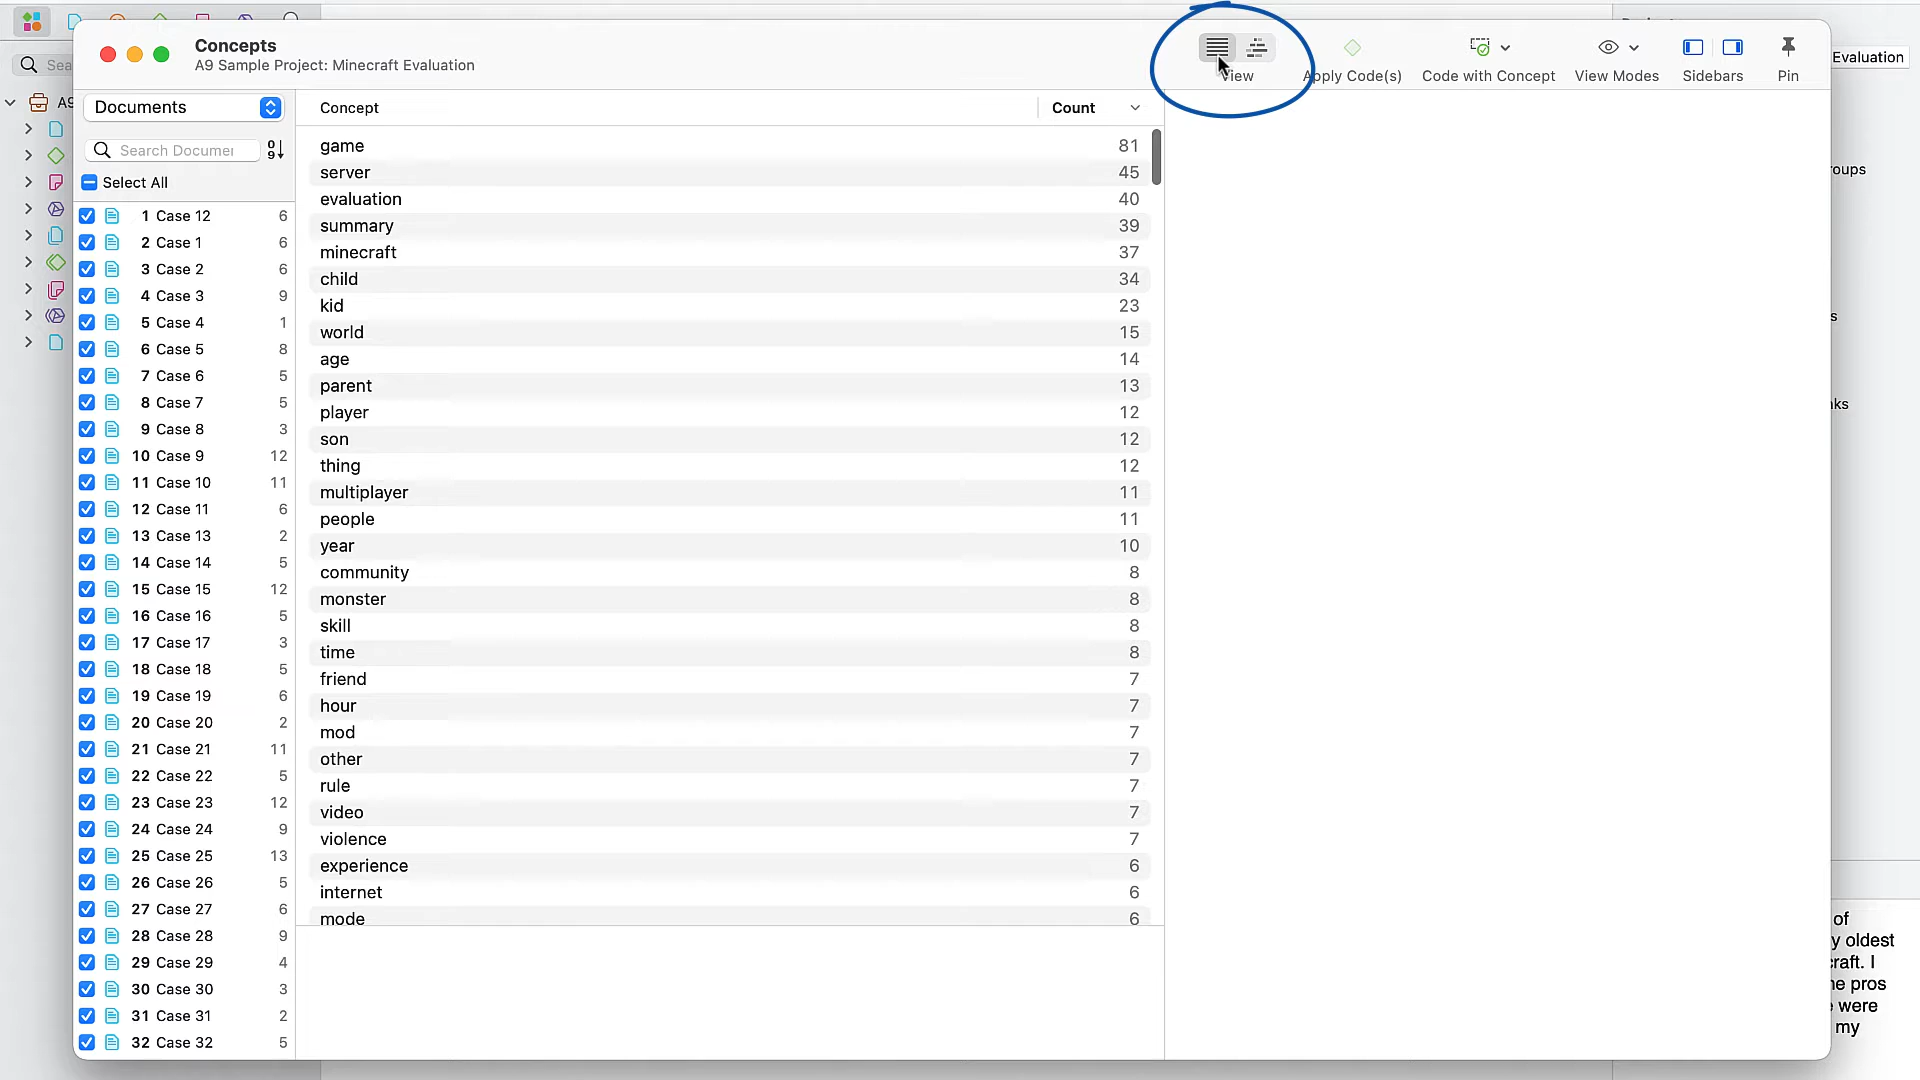 Concepts
A9 Sample Project: Minecraft Evaluation
View
Apply Code(s)
Code with Concept
View Modes
Sidebars
Pin
Evaluation
Sea
A9
Documents
Search Documer
Select All
1 Case 12 6
2 Case 1 6
3 Case 2 6
4 Case 3 9
5 Case 4 1
6 Case 5 8
7 Case 6 5
8 Case 7 5
9 Case 8 3
10 Case 9 12
11 Case 10 11
12 Case 11 6
13 Case 13 2
14 Case 14 5
15 Case 15 12
16 Case 16 5
17 Case 17 3
18 Case 18 5
19 Case 19 6
20 Case 20 2
21 Case 21 11
22 Case 22 5
23 Case 23 12
24 Case 24 9
25 Case 25 13
26 Case 26 5
27 Case 27 6
28 Case 28 9
29 Case 29 4
30 Case 30 3
31 Case 31 2
32 Case 32 5
Concept Count
game 81
server 45
evaluation 40
summary 39
minecraft 37
child 34
kid 23
world 15
age 14
parent 13
player 12
son 12
thing 12
multiplayer 11
people 11
year 10
community 8
monster 8
skill 8
time 8
friend 7
hour 7
mod 7
other 7
rule 7
video 7
violence 7
experience 6
internet 6
mode 6
oups
s
ks
of
y oldest
craft. I
he pros
were
my